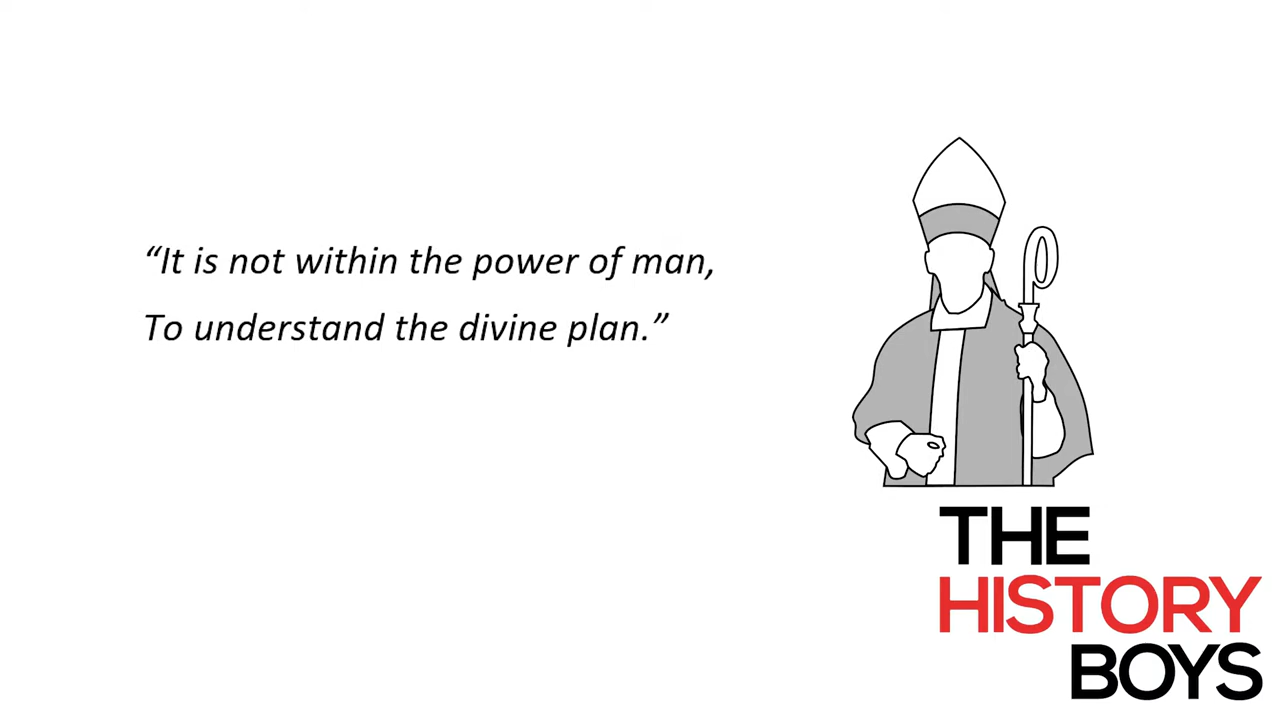 “It is not within the power of man,
To understand the divine plan.”
THE
HISTORY
BOYS